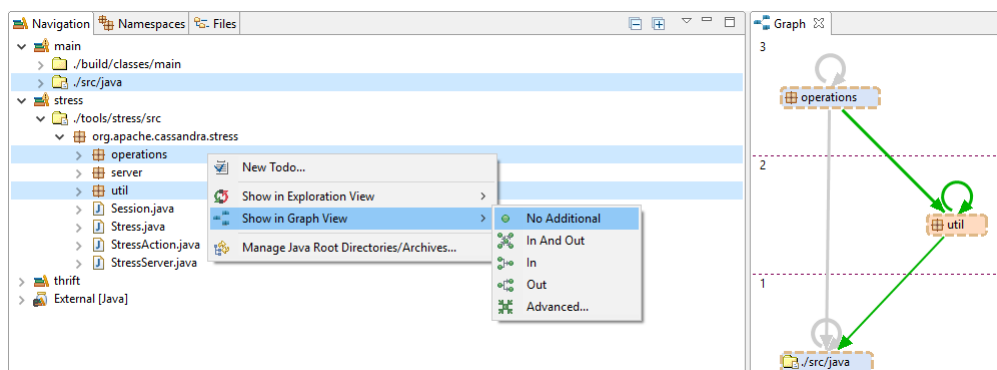 Navigation Namespaces Files
main
./build/classes/main
./src/java
stress
./tools/stress/src
org.apache.cassandra.stress
operations
server
util
Session.java
Stress.java
StressAction.java
StressServer.java
thrift
External [Java]
New Todo...
Show in Exploration View
Show in Graph View
Manage Java Root Directories/Archives...
No Additional
In And Out
In
Out
Advanced...
Graph
3
operations
2
util
1
./src/java